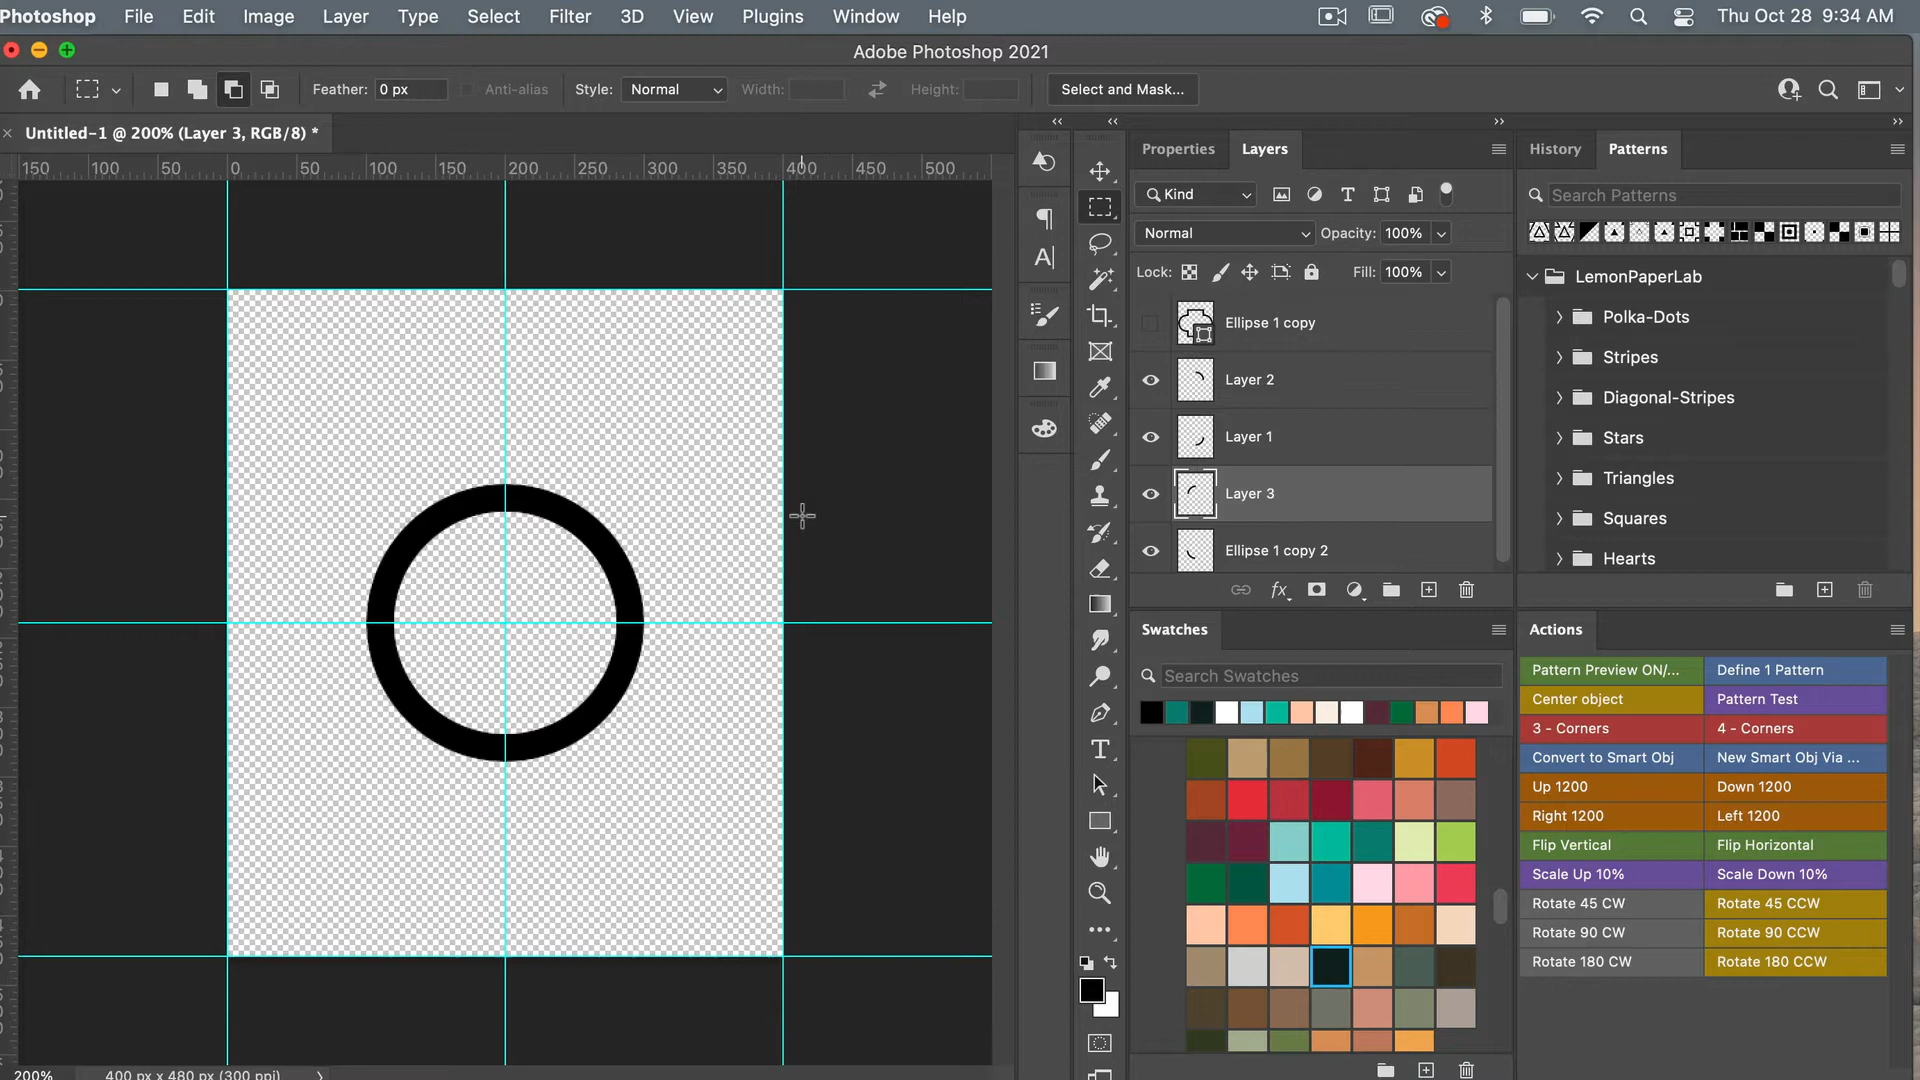 Photoshop File Edit Image Layer Type Select Filter 3D View Plugins Window Help Thu Oct 28 9:34 AM
Adobe Photoshop 2021
Feather: 0 px Anti-alias Style: Normal Width: Height: Select and Mask...
Untitled-1 @ 200% (Layer 3, RGB/8) *
150 100 50 0 50 100 150 200 250 300 350 400 450 500
Properties Layers
Kind
Normal Opacity: 100%
Lock: Fill: 100%
Ellipse 1 copy
Layer 2
Layer 1
Layer 3
Ellipse 1 copy 2
History Patterns
Search Patterns
LemonPaperLab
Polka-Dots
Stripes
Diagonal-Stripes
Stars
Triangles
Squares
Hearts
Swatches
Search Swatches
Actions
Pattern Preview ON/... Define 1 Pattern
Center object Pattern Test
3 - Corners 4 - Corners
Convert to Smart Obj New Smart Obj Via ...
Up 1200 Down 1200
Right 1200 Left 1200
Flip Vertical Flip Horizontal
Scale Up 10% Scale Down 10%
Rotate 45 CW Rotate 45 CCW
Rotate 90 CW Rotate 90 CCW
Rotate 180 CW Rotate 180 CCW
200% 400 px x 480 px (300 ppi)